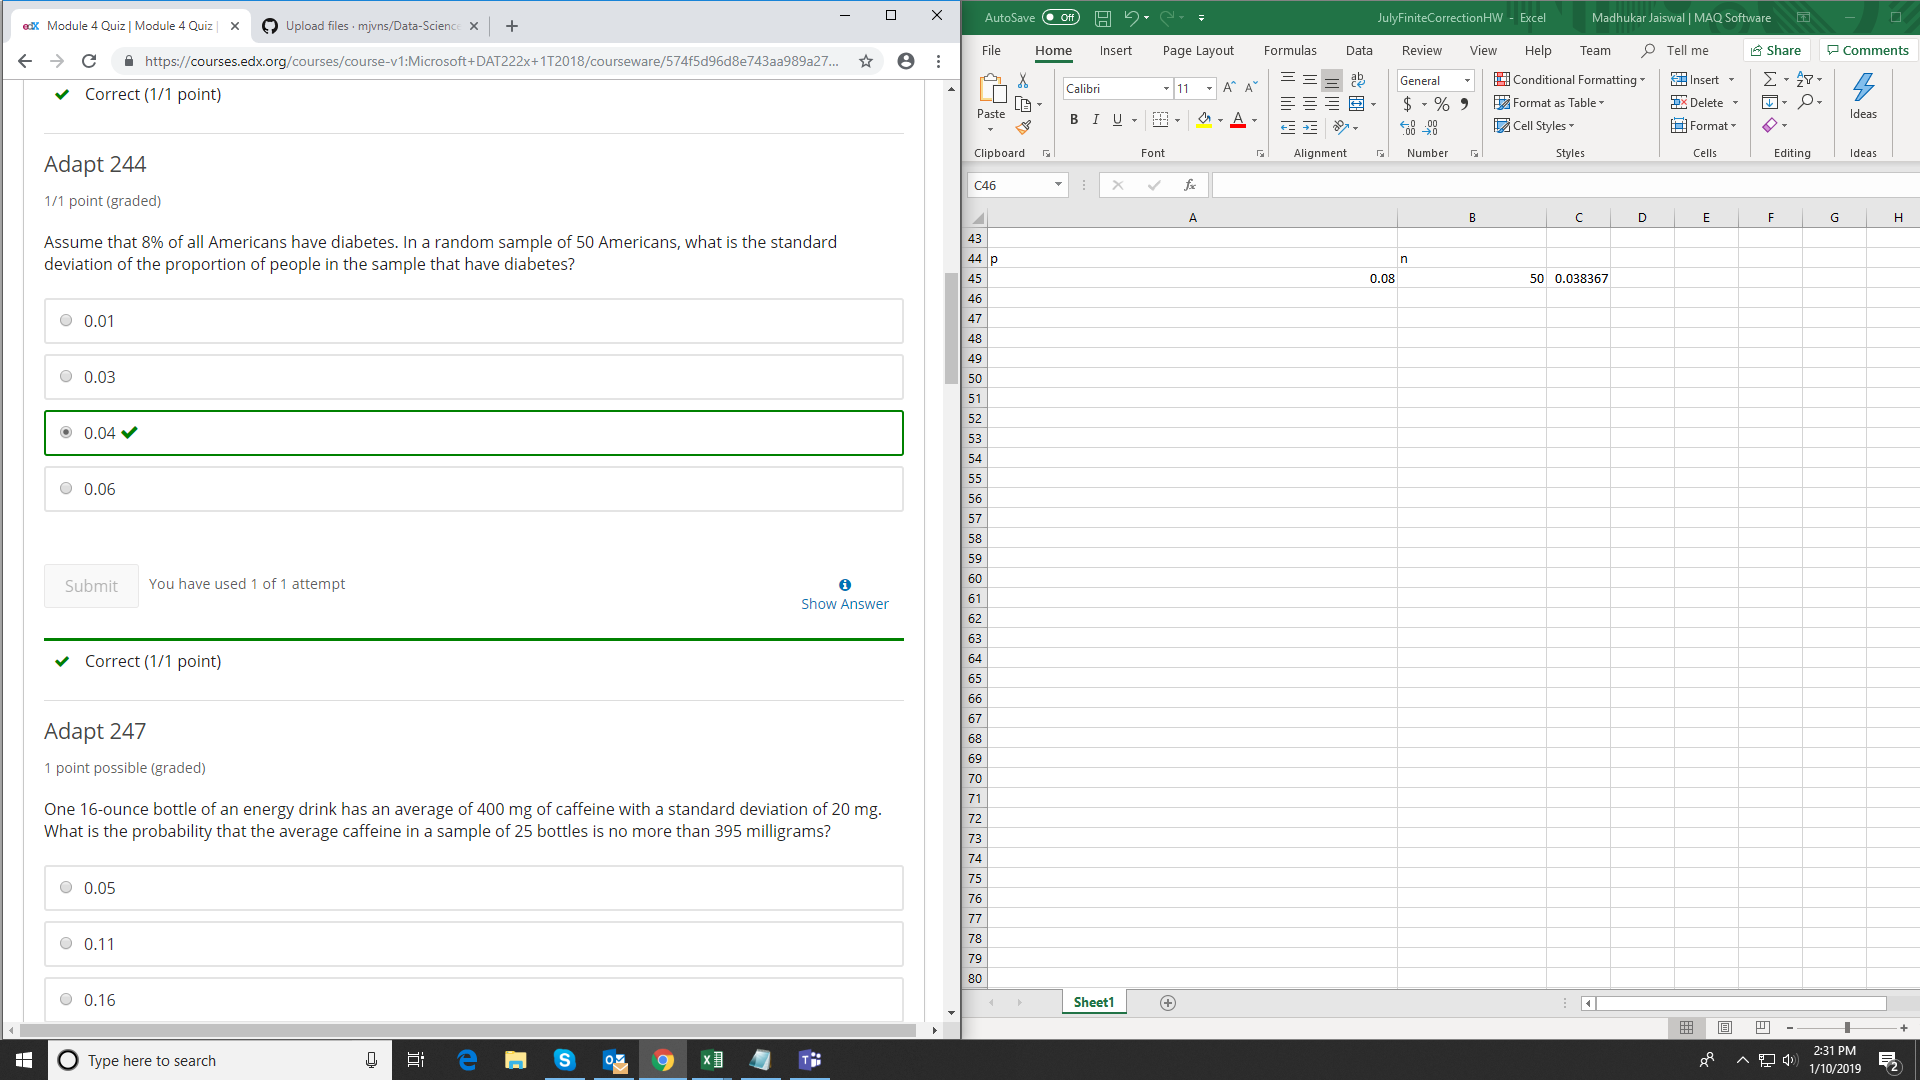 Module 4 Quiz | Module 4 Quiz |
Upload files · mjvns/Data-Science
https://courses.edx.org/courses/course-v1:Microsoft+DAT222x+1T2018/courseware/574f5d96d8e743aa989a27...
Correct (1/1 point)
Adapt 244
1/1 point (graded)
Assume that 8% of all Americans have diabetes. In a random sample of 50 Americans, what is the standard
deviation of the proportion of people in the sample that have diabetes?
0.01
0.03
0.04
0.06
Submit
You have used 1 of 1 attempt
Show Answer
Correct (1/1 point)
Adapt 247
1 point possible (graded)
One 16-ounce bottle of an energy drink has an average of 400 mg of caffeine with a standard deviation of 20 mg.
What is the probability that the average caffeine in a sample of 25 bottles is no more than 395 milligrams?
0.05
0.11
0.16
AutoSave Off
JulyFiniteCorrectionHW - Excel
Madhukar Jaiswal | MAQ Software
File Home Insert Page Layout Formulas Data Review View Help Team Tell me Share Comments
Paste
Clipboard
Calibri 11
B I U
Font
Alignment
General
$ % 9
Number
Conditional Formatting
Format as Table
Cell Styles
Styles
Insert
Delete
Format
Cells
Editing
Ideas
Ideas
C46
fx
A B C D E F G H
43
44 p n
45 0.08 50 0.038367
46
47
48
49
50
51
52
53
54
55
56
57
58
59
60
61
62
63
64
65
66
67
68
69
70
71
72
73
74
75
76
77
78
79
80
Sheet1
Type here to search
2:31 PM
1/10/2019
2